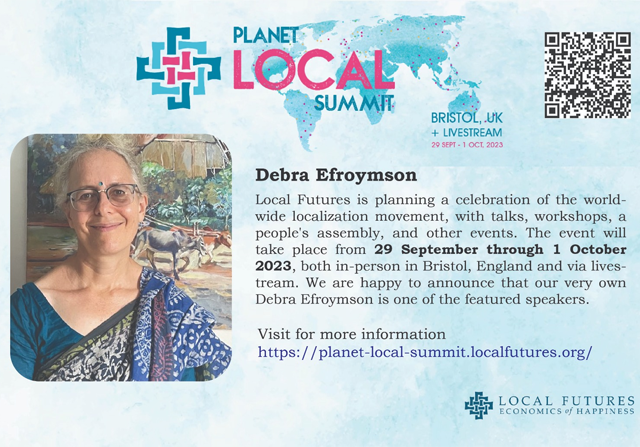 PLANET
LOCAL
SUMMIT
BRISTOL, UK
+ LIVESTREAM
29 SEPT - 1 OCT, 2023
Debra Efroymson
Local Futures is planning a celebration of the world-
wide localization movement, with talks, workshops, a
people's assembly, and other events. The event will
take place from 29 September through 1 October
2023, both in-person in Bristol, England and via lives-
tream. We are happy to announce that our very own
Debra Efroymson is one of the featured speakers.
Visit for more information
https://planet-local-summit.localfutures.org/
LOCAL FUTURES
ECONOMICS of HAPPINESS